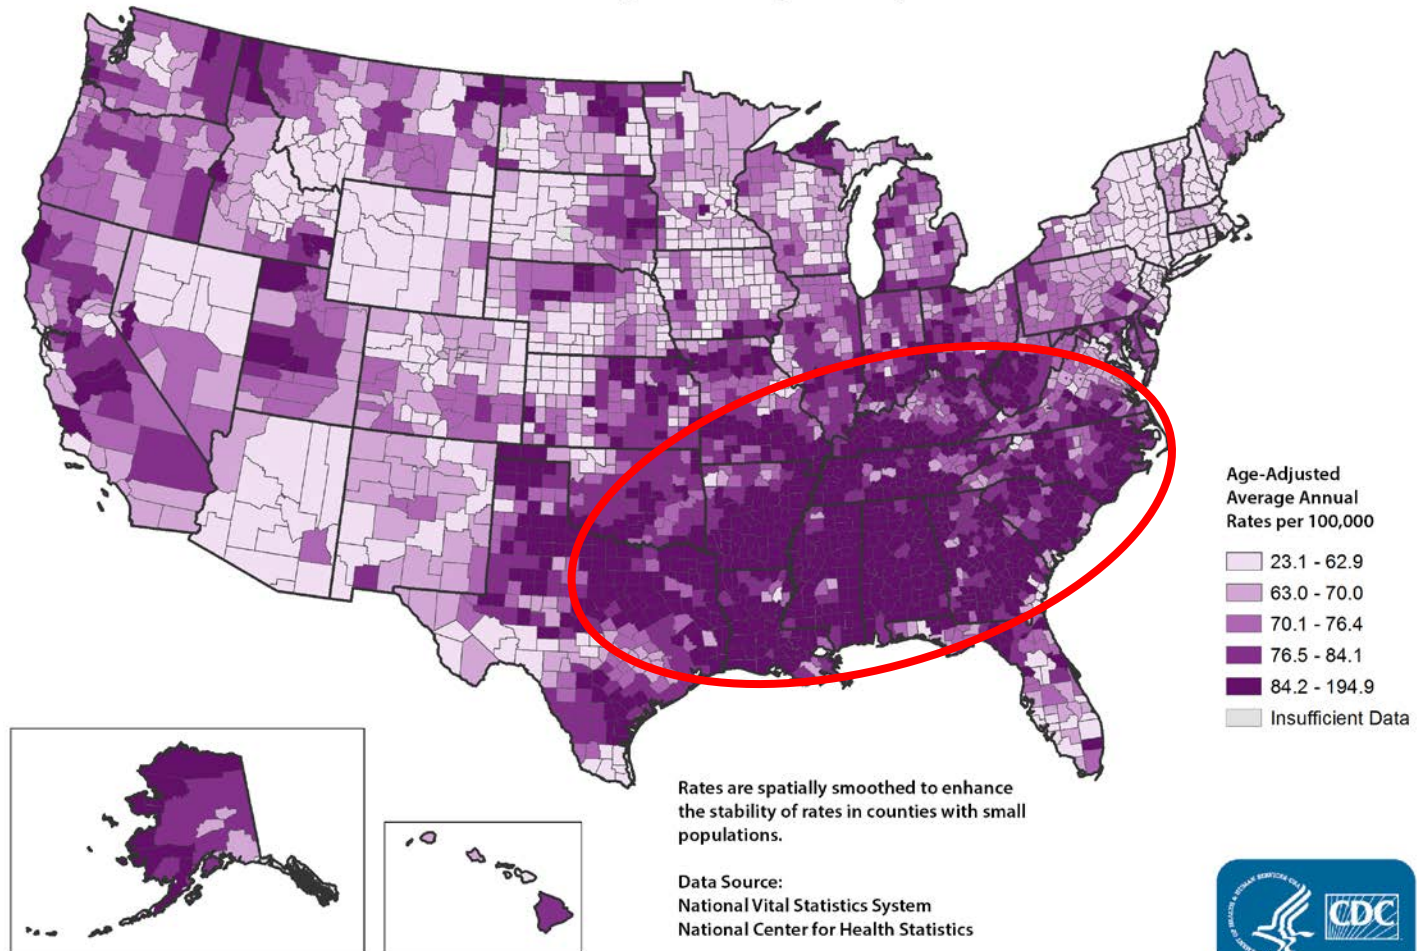 Age-Adjusted
Average Annual
Rates per 100,000
23.1 - 62.9
63.0 - 70.0
70.1 - 76.4
76.5 - 84.1
84.2 - 194.9
Insufficient Data
Rates are spatially smoothed to enhance
the stability of rates in counties with small
populations.
Data Source:
National Vital Statistics System
National Center for Health Statistics
CDC